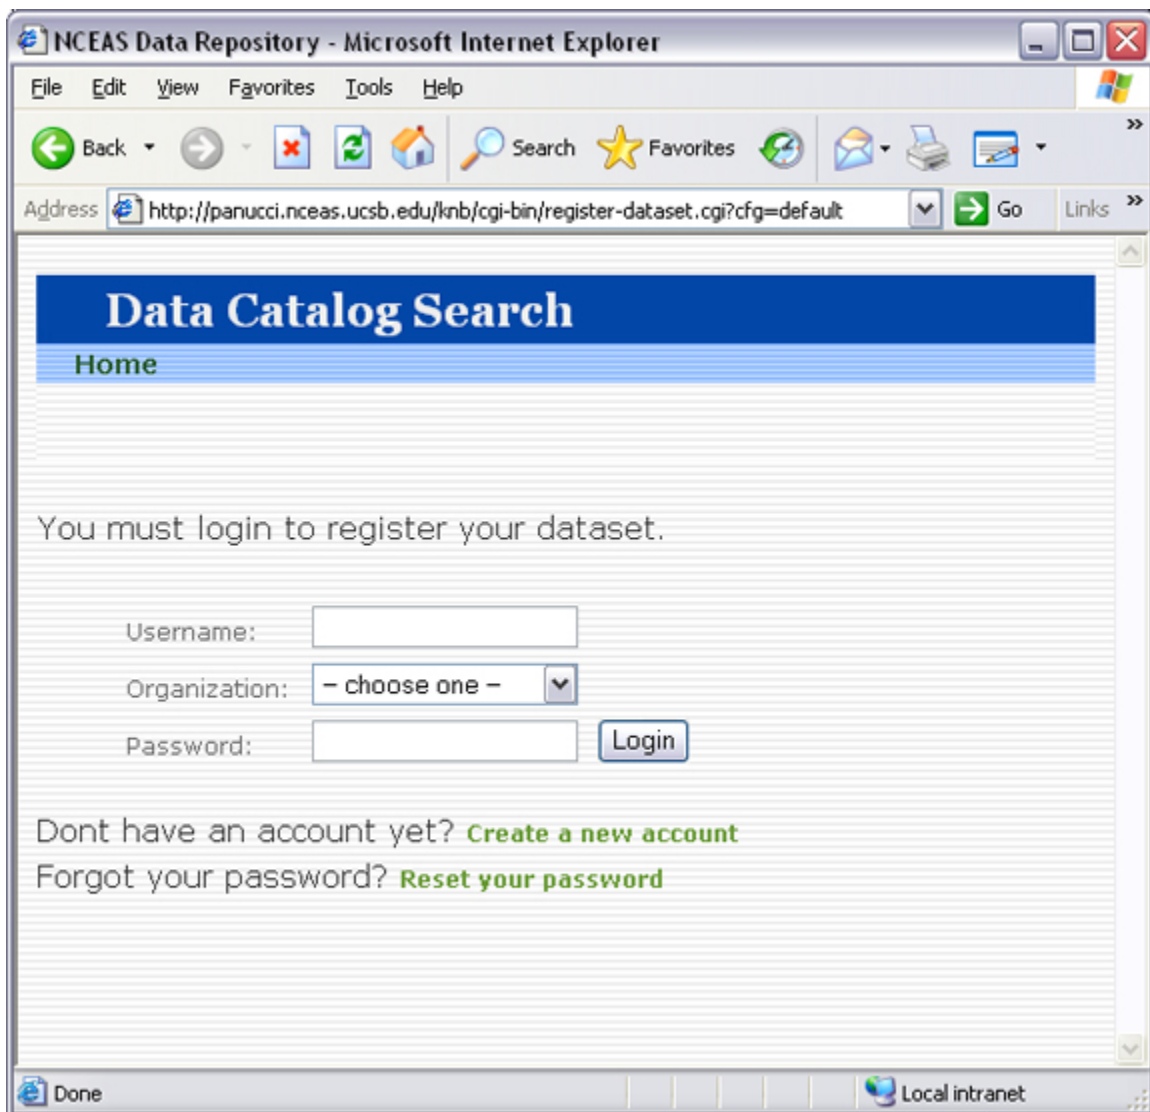 NCEAS Data Repository - Microsoft Internet Explorer
File Edit View Favorites Tools Help
Back Search Favorites »
Address http://panucci.nceas.ucsb.edu/knb/cgi-bin/register-dataset.cgi?cfg=default Go Links »
Data Catalog Search
Home
You must login to register your dataset.
Username:
Organization: – choose one –
Password: Login
Dont have an account yet? Create a new account
Forgot your password? Reset your password
Done Local intranet